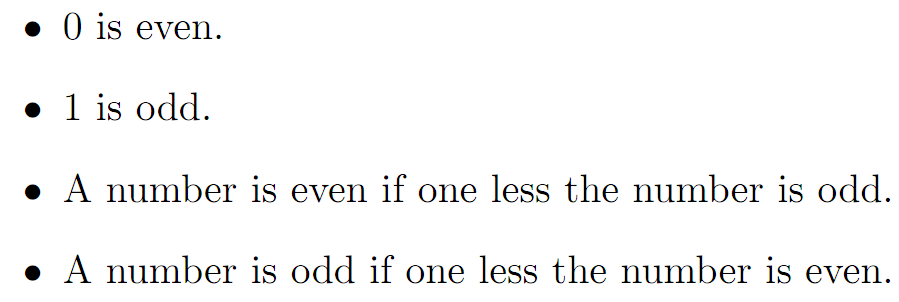 • 0 is even.
• 1 is odd.
• A number is even if one less the number is odd.
• A number is odd if one less the number is even.